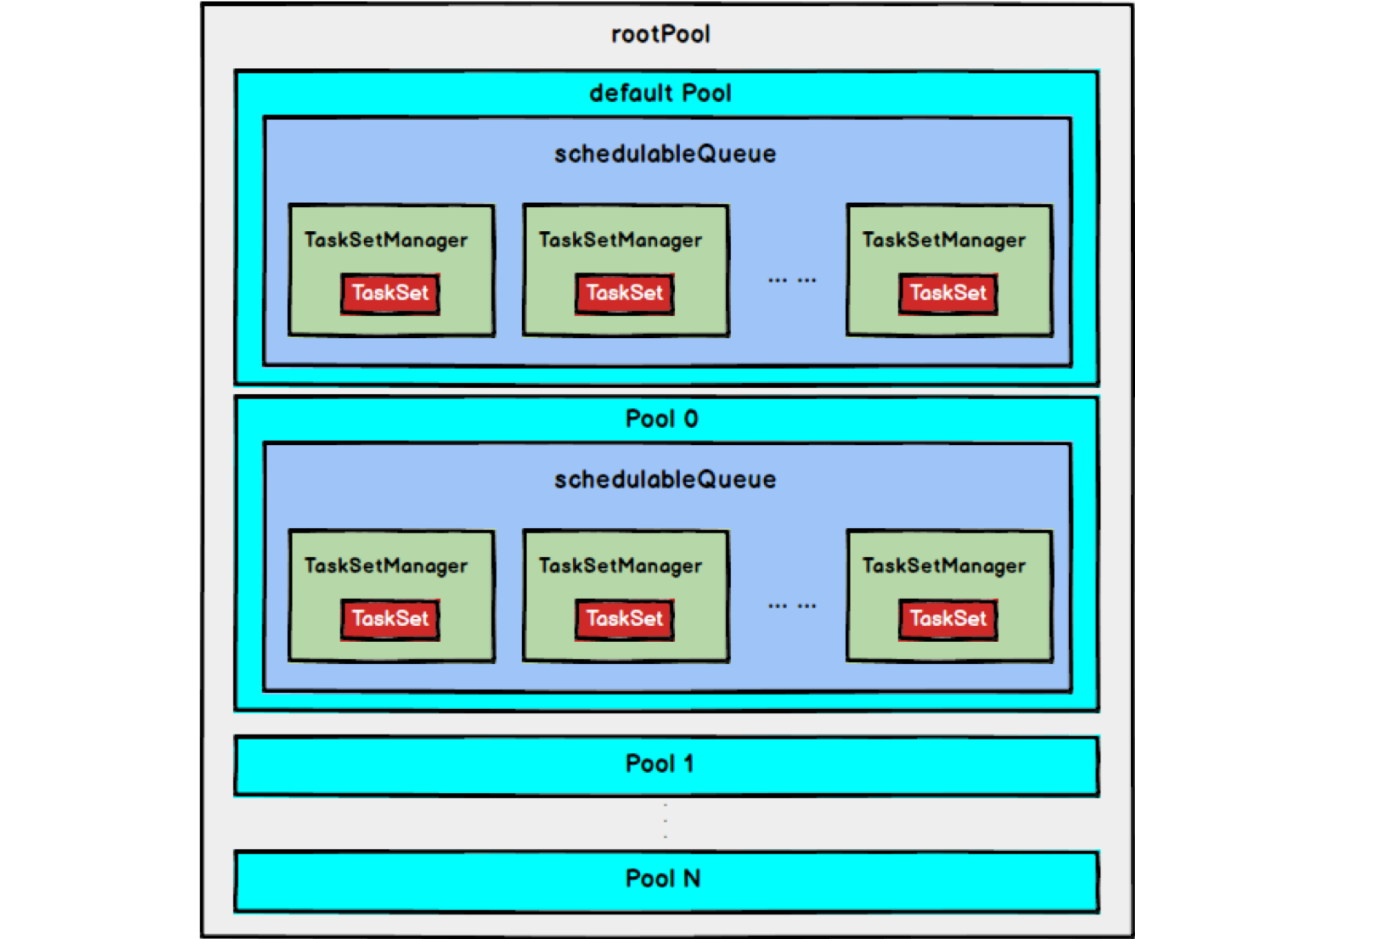 rootPool
default Pool
schedulableQueue
TaskSetManager TaskSetManager TaskSetManager
... ...
TaskSet TaskSet TaskSet
Pool 0
schedulableQueue
TaskSetManager TaskSetManager TaskSetManager
... ...
TaskSet TaskSet TaskSet
Pool 1
Pool N